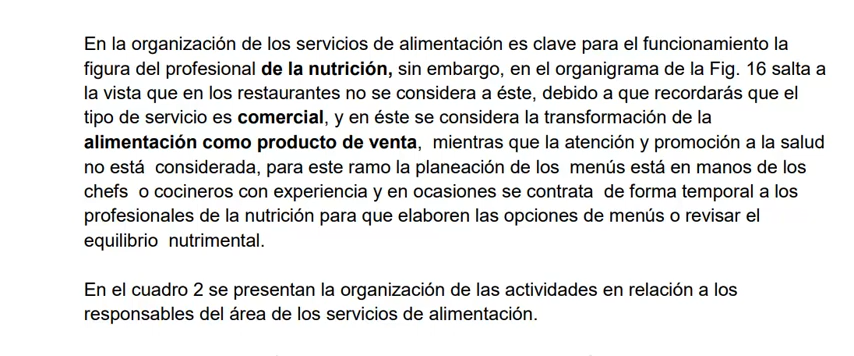 En la organización de los servicios de alimentación es clave para el funcionamiento la
figura del profesional de la nutrición, sin embargo, en el organigrama de la Fig. 16 salta a
la vista que en los restaurantes no se considera a éste, debido a que recordarás que el
tipo de servicio es comercial, y en éste se considera la transformación de la
alimentación como producto de venta, mientras que la atención y promoción a la salud
no está considerada, para este ramo la planeación de los menús está en manos de los
chefs o cocineros con experiencia y en ocasiones se contrata de forma temporal a los
profesionales de la nutrición para que elaboren las opciones de menús o revisar el
equilibrio nutrimental.
En el cuadro 2 se presentan la organización de las actividades en relación a los
responsables del área de los servicios de alimentación.